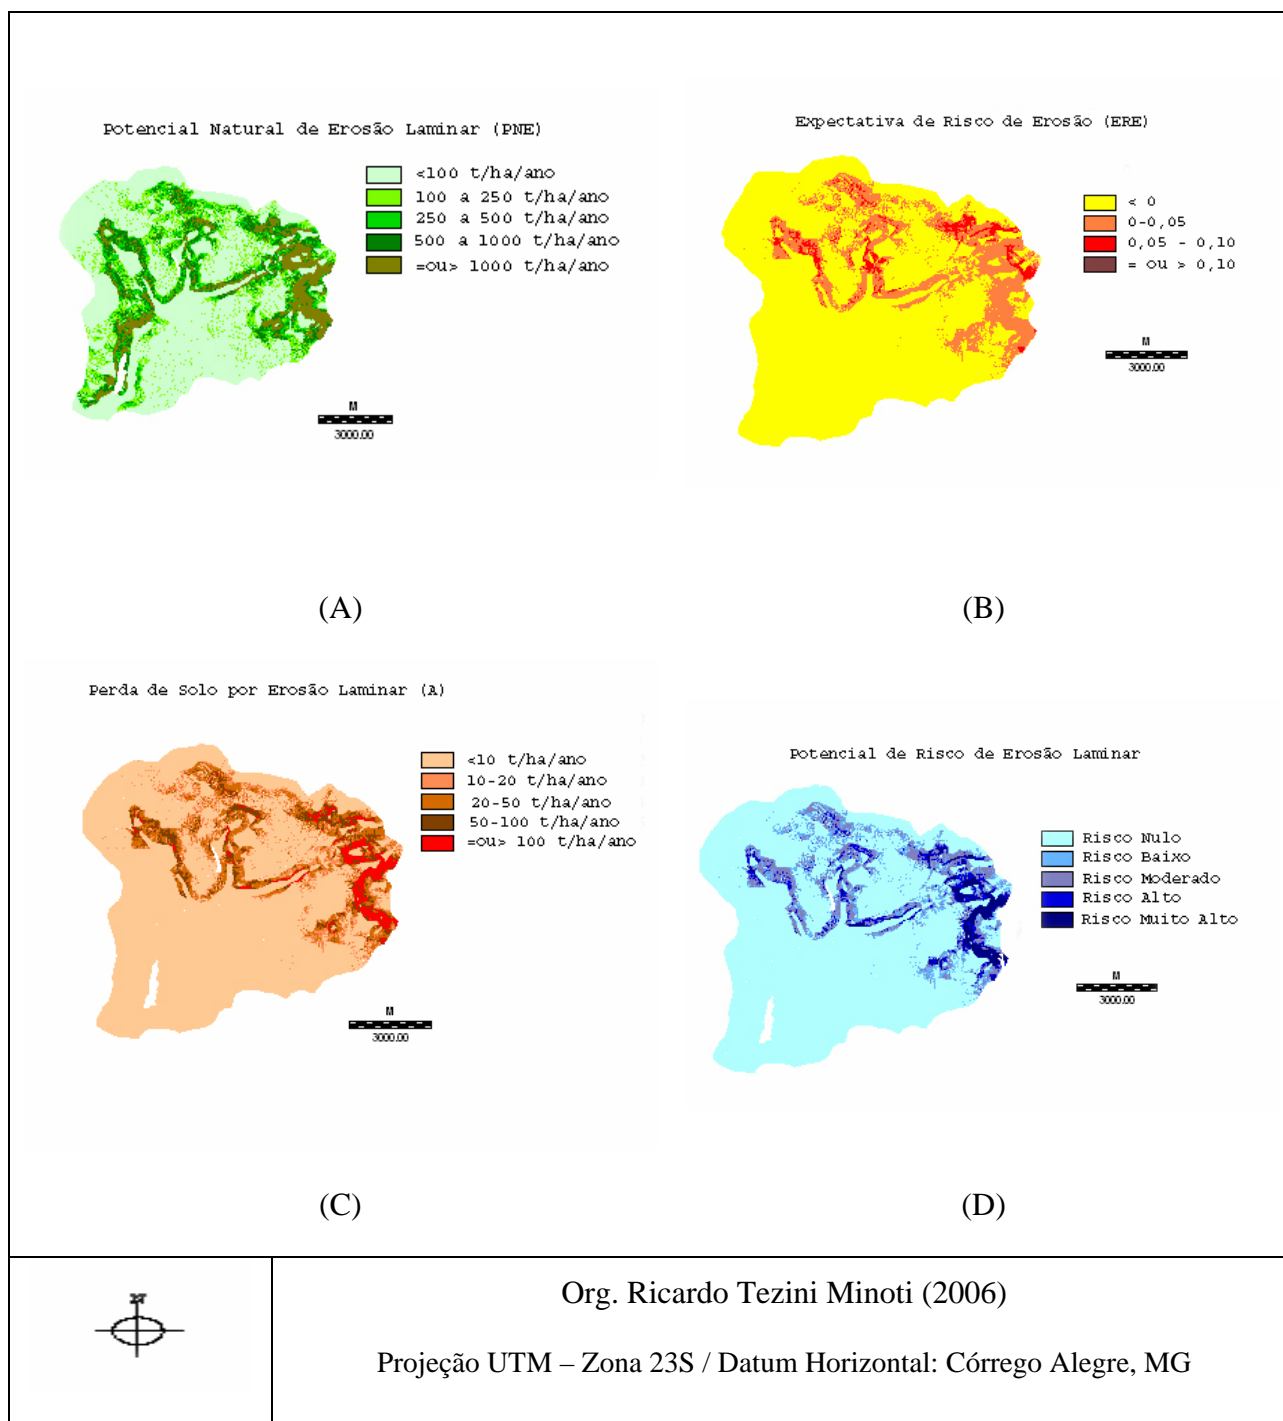 Potencial Natural de Erosão Laminar (PNE)
<100 t/ha/ano
100 a 250 t/ha/ano
250 a 500 t/ha/ano
500 a 1000 t/ha/ano
=ou> 1000 t/ha/ano
M
3000.00
(A)
Expectativa de Risco de Erosão (ERE)
< 0
0-0,05
0,05 - 0,10
= ou > 0,10
M
3000.00
(B)
Perda de Solo por Erosão Laminar (A)
<10 t/ha/ano
10-20 t/ha/ano
20-50 t/ha/ano
50-100 t/ha/ano
=ou> 100 t/ha/ano
M
3000.00
(C)
Potencial de Risco de Erosão Laminar
Risco Nulo
Risco Baixo
Risco Moderado
Risco Alto
Risco Muito Alto
M
3000.00
(D)
Org. Ricardo Tezini Minoti (2006)
Projeção UTM – Zona 23S / Datum Horizontal: Córrego Alegre, MG